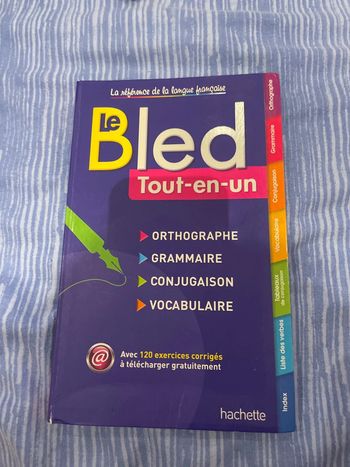 La référence de la langue française
Le
Bled
Tout-en-un
ORTHOGRAPHE
GRAMMAIRE
CONJUGAISON
VOCABULAIRE
@
Avec 120 exercices corrigés
à télécharger gratuitement
hachette
Orthographe
Grammaire
Conjugaison
Vocabulaire
Tableaux
de conjugaison
Liste des verbes
Index